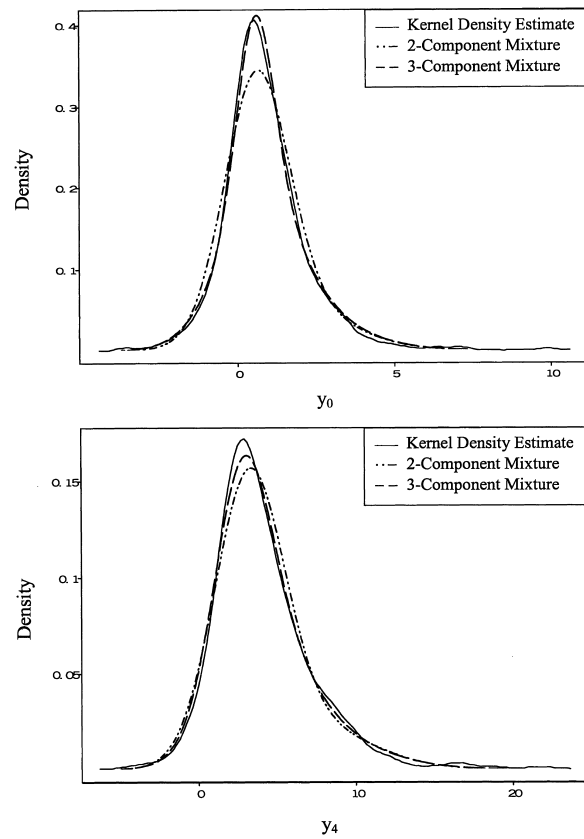 0. 4
0. 3
0. 2
0. 1
Density
Kernel Density Estimate
2-Component Mixture
3-Component Mixture
0
5
10
y0
Kernel Density Estimate
2-Component Mixture
3-Component Mixture
0. 15
0. 1
0. 05
Density
0
10
20
y4